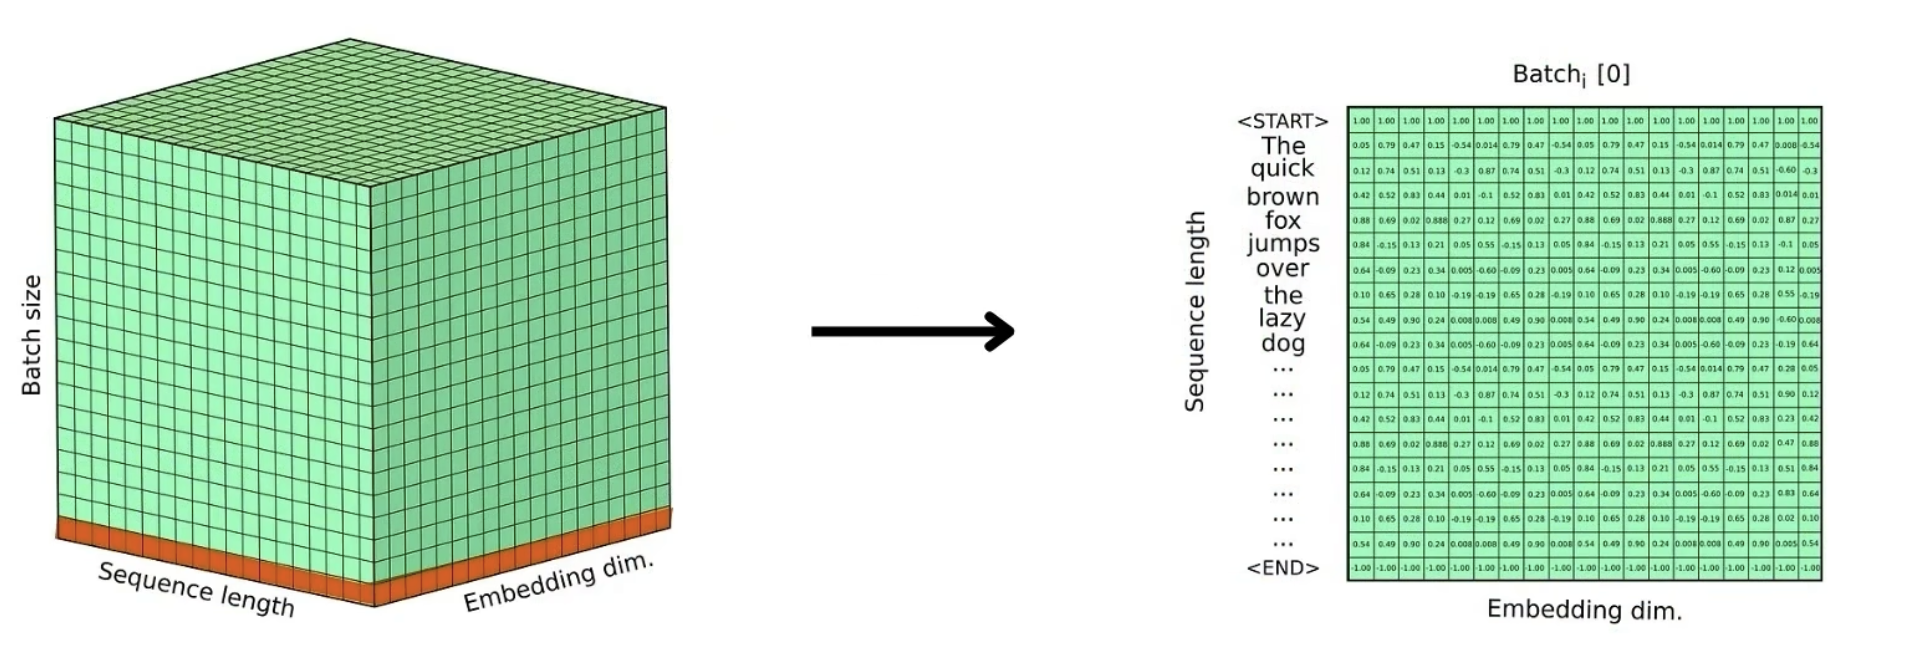 Batch size
Sequence length
Embedding dim.
Batchi [0]
Sequence length
<START> 1.00 1.00 1.00 1.00 1.00 1.00 1.00 1.00 1.00 1.00 1.00 1.00 1.00 1.00 1.00 1.00 1.00 1.00 1.00
The 0.05 0.79 0.47 0.15 -0.54 0.014 0.79 0.47 -0.54 0.05 0.79 0.47 0.15 -0.54 0.014 0.79 0.47 0.008 -0.54
quick 0.12 0.74 0.51 0.13 -0.3 0.87 0.74 0.51 -0.3 0.12 0.74 0.51 0.13 -0.3 0.87 0.74 0.51 -0.60 -0.3
brown 0.42 0.52 0.83 0.44 0.01 -0.1 0.52 0.83 0.01 0.42 0.52 0.83 0.44 0.01 -0.1 0.52 0.83 0.014 0.01
fox 0.88 0.69 0.02 0.888 0.27 0.12 0.69 0.02 0.27 0.88 0.69 0.02 0.888 0.27 0.12 0.69 0.02 0.87 0.27
jumps 0.84 -0.15 0.13 0.21 0.05 0.55 -0.15 0.13 0.05 0.84 -0.15 0.13 0.21 0.05 0.55 -0.15 0.13 -0.1 0.05
over 0.64 -0.09 0.23 0.34 0.005 -0.60 -0.09 0.23 0.005 0.64 -0.09 0.23 0.34 0.005 -0.60 -0.09 0.23 0.12 0.005
the 0.10 0.65 0.28 0.10 -0.19 -0.19 0.65 0.28 -0.19 0.10 0.65 0.28 0.10 -0.19 -0.19 0.65 0.28 0.55 -0.19
lazy 0.54 0.49 0.90 0.24 0.008 0.008 0.49 0.90 0.008 0.54 0.49 0.90 0.24 0.008 0.008 0.49 0.90 -0.60 0.008
dog 0.64 -0.09 0.23 0.34 0.005 -0.60 -0.09 0.23 0.005 0.64 -0.09 0.23 0.34 0.005 -0.60 -0.09 0.23 -0.19 0.64
... 0.05 0.79 0.47 0.15 -0.54 0.014 0.79 0.47 -0.54 0.05 0.79 0.47 0.15 -0.54 0.014 0.79 0.47 0.28 0.05
... 0.12 0.74 0.51 0.13 -0.3 0.87 0.74 0.51 -0.3 0.12 0.74 0.51 0.13 -0.3 0.87 0.74 0.51 0.90 0.12
... 0.42 0.52 0.83 0.44 0.01 -0.1 0.52 0.83 0.01 0.42 0.52 0.83 0.44 0.01 -0.1 0.52 0.83 0.23 0.42
... 0.88 0.69 0.02 0.888 0.27 0.12 0.69 0.02 0.27 0.88 0.69 0.02 0.888 0.27 0.12 0.69 0.02 0.47 0.88
... 0.84 -0.15 0.13 0.21 0.05 0.55 -0.15 0.13 0.05 0.84 -0.15 0.13 0.21 0.05 0.55 -0.15 0.13 0.51 0.84
... 0.64 -0.09 0.23 0.34 0.005 -0.60 -0.09 0.23 0.005 0.64 -0.09 0.23 0.34 0.005 -0.60 -0.09 0.23 0.83 0.64
... 0.10 0.65 0.28 0.10 -0.19 -0.19 0.65 0.28 -0.19 0.10 0.65 0.28 0.10 -0.19 -0.19 0.65 0.28 0.02 0.10
... 0.54 0.49 0.90 0.24 0.008 0.008 0.49 0.90 0.008 0.54 0.49 0.90 0.24 0.008 0.008 0.49 0.90 0.005 0.54
<END> -1.00 -1.00 -1.00 -1.00 -1.00 -1.00 -1.00 -1.00 -1.00 -1.00 -1.00 -1.00 -1.00 -1.00 -1.00 -1.00 -1.00 -1.00 -1.00
Embedding dim.